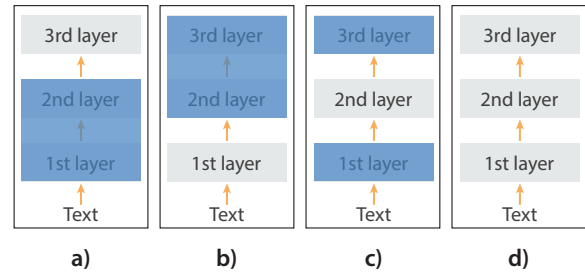 3rd layer
2nd layer
1st layer
Text
a)
3rd layer
2nd layer
1st layer
Text
b)
3rd layer
2nd layer
1st layer
Text
c)
3rd layer
2nd layer
1st layer
Text
d)